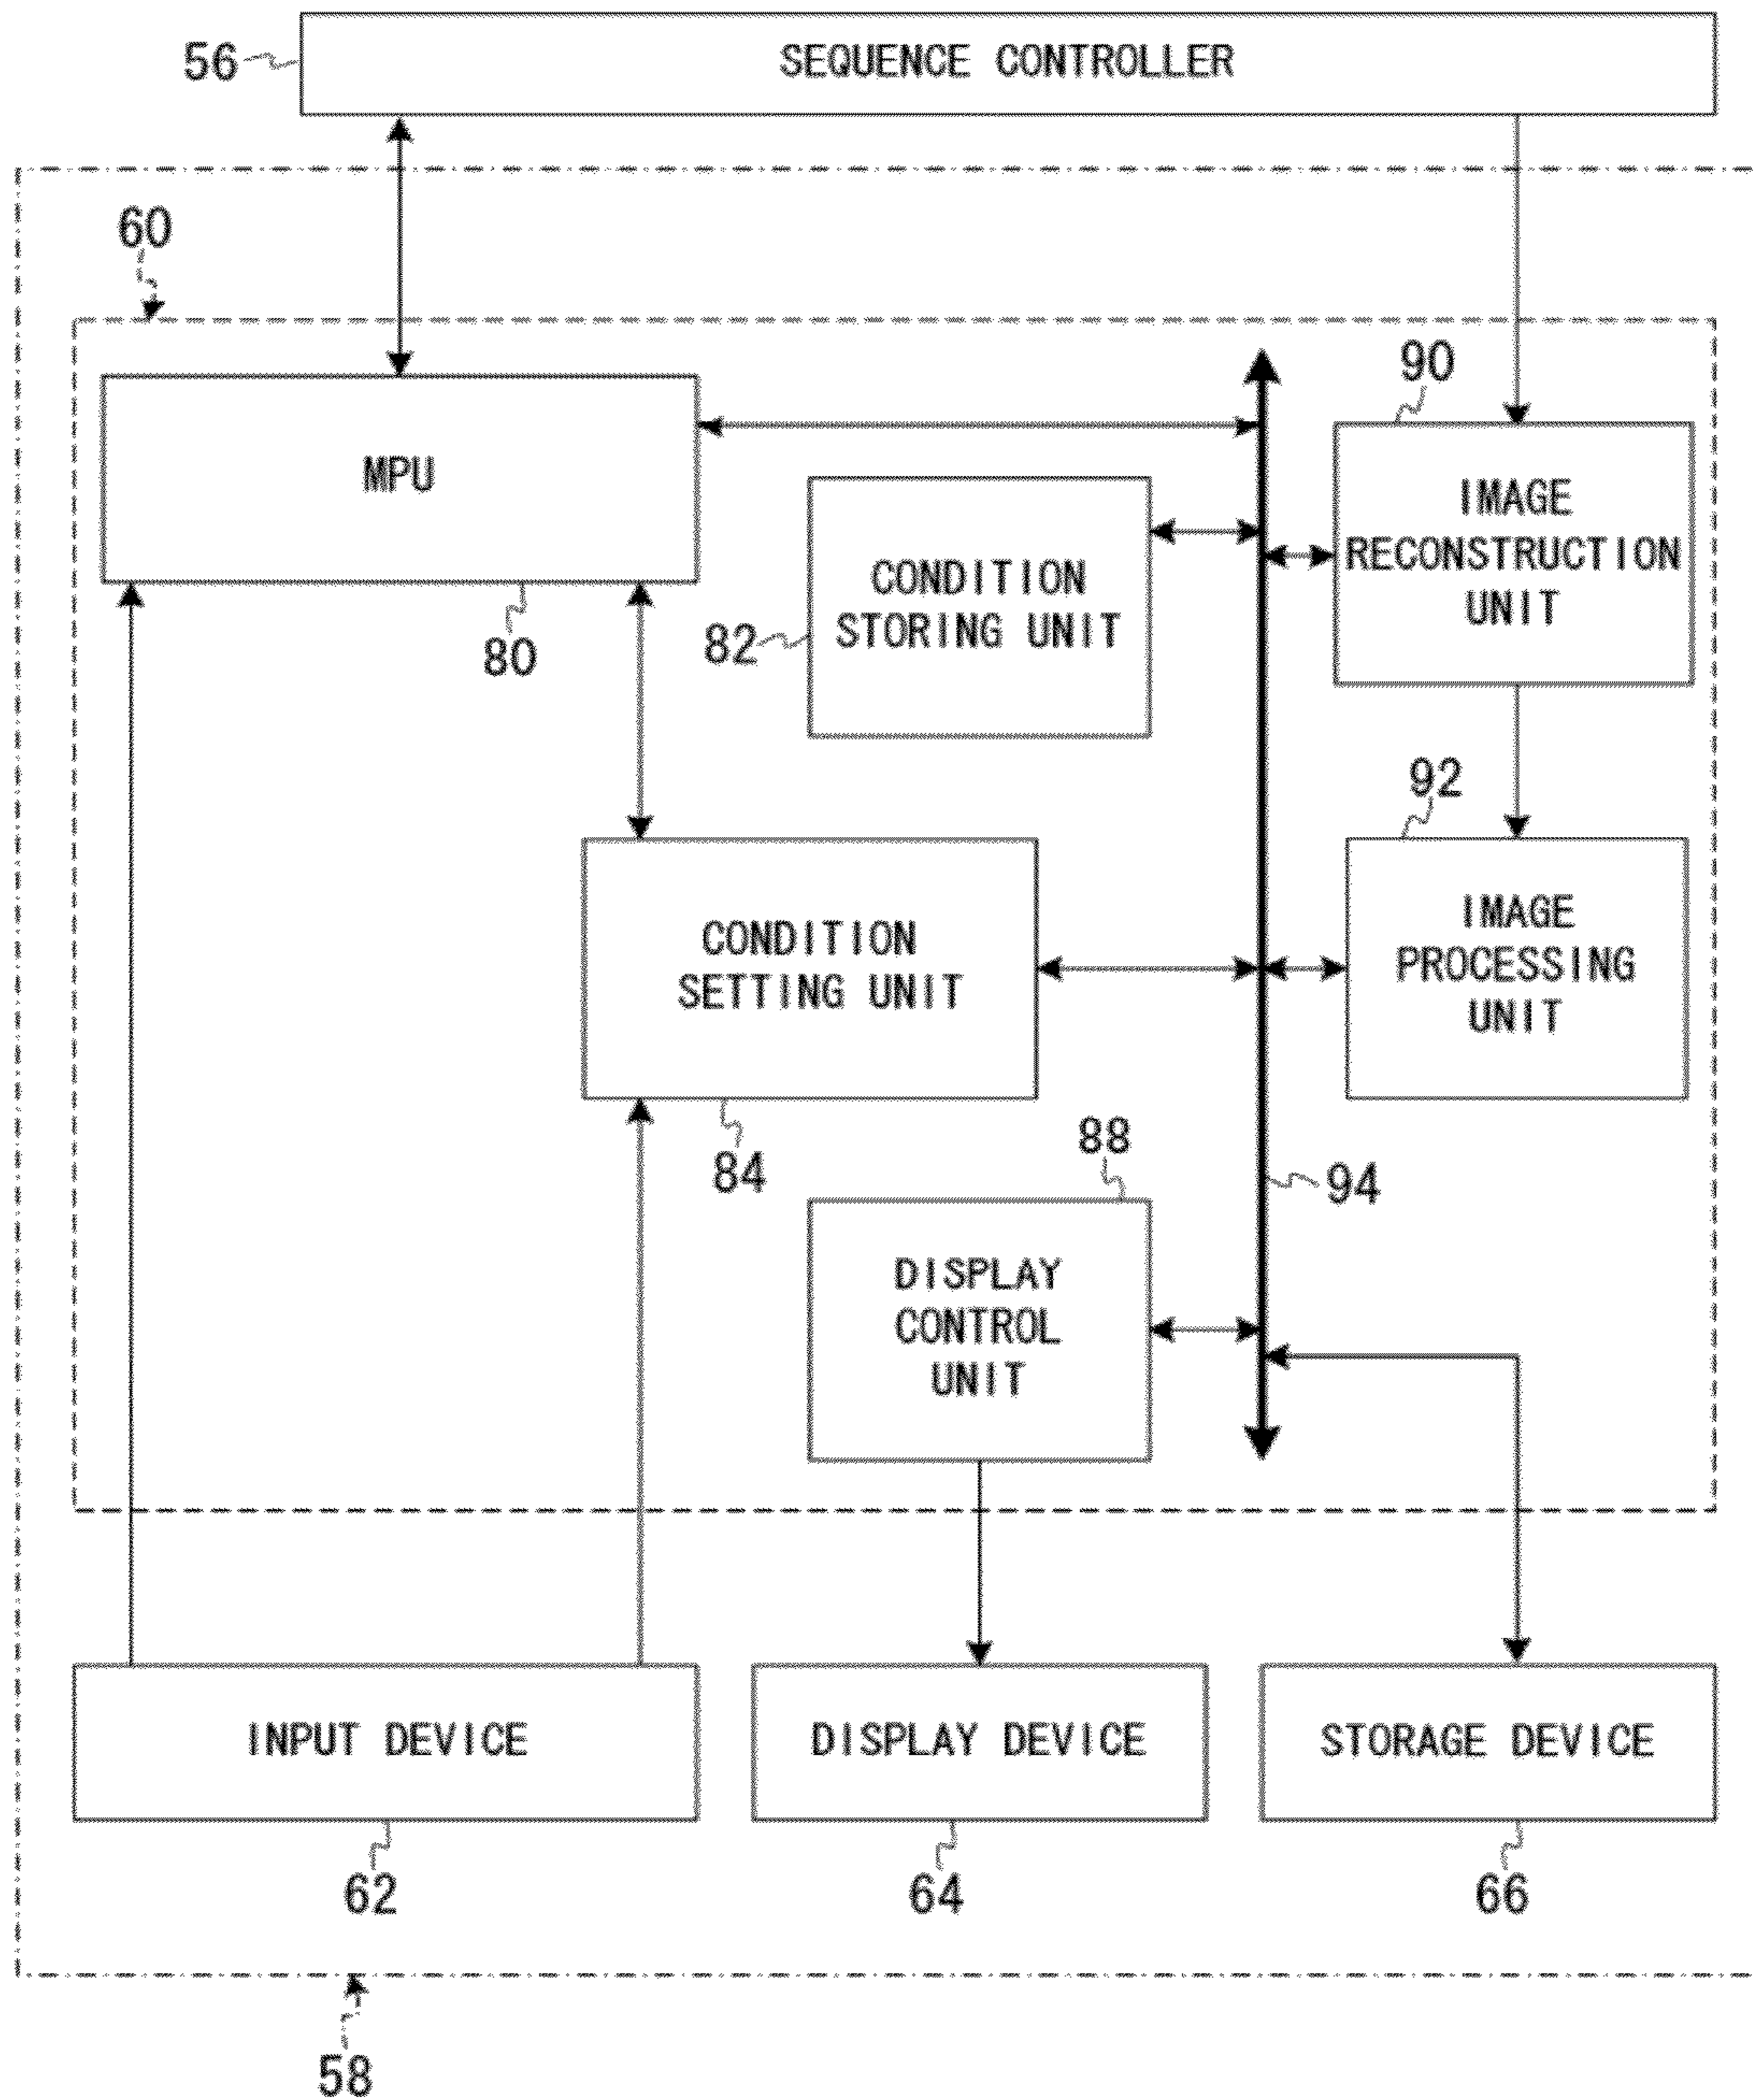 56
SEQUENCE CONTROLLER
60
90
MPU
IMAGE
RECONSTRUCTION
UNIT
CONDITION
STORING UNIT
82
80
92
IMAGE
PROCESSING
UNIT
CONDITION
SETTING UNIT
84
88
94
DISPLAY
CONTROL
UNIT
INPUT DEVICE
DISPLAY DEVICE
STORAGE DEVICE
62
64
66
58